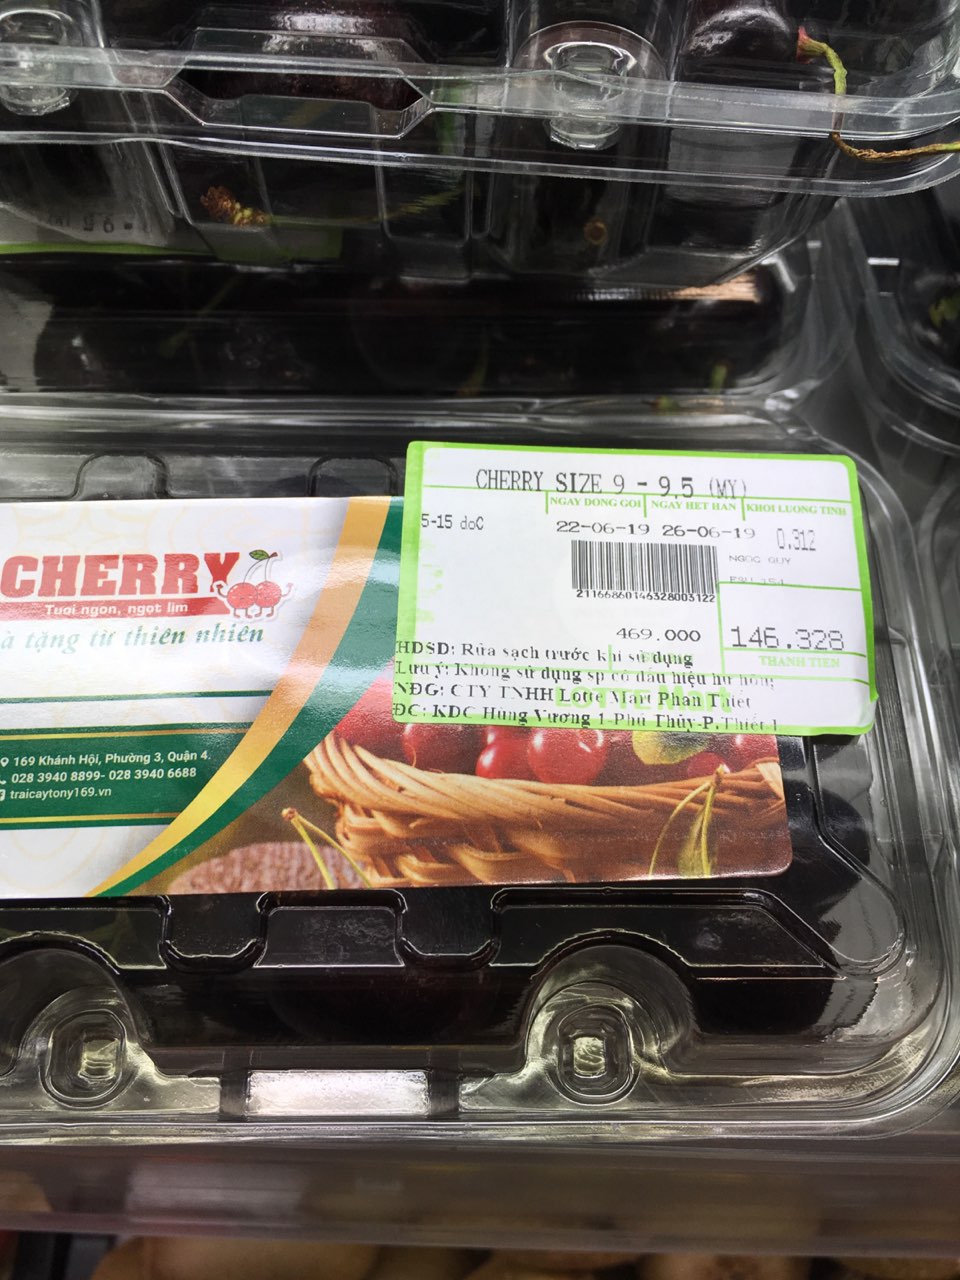 CHERRY SIZE 9 - 9,5 (MY)
NGAY DONG GOI NGAY HET HAN KHOI LUONG TINH
5-15 doC
22-06-19 26-06-19 0.312
NGOC QUY
21166860146328003122
469.000
146.328
THANH TIEN
HDSD: Rửa sạch trước khi sử dụng
Lưu ý: Không sử dụng sp có dấu hiệu hư hỏng
NĐG: CTY TNHH Lotte Mart Phan Thiết
ĐC: KDC Hùng Vương 1-Phú Thủy-P.Thiết
CHERRY
Tươi ngon, ngọt lịm
à tặng từ thiên nhiên
169 Khánh Hội, Phường 3, Quận 4.
028 3940 8899- 028 3940 6688
traicaytony169.vn